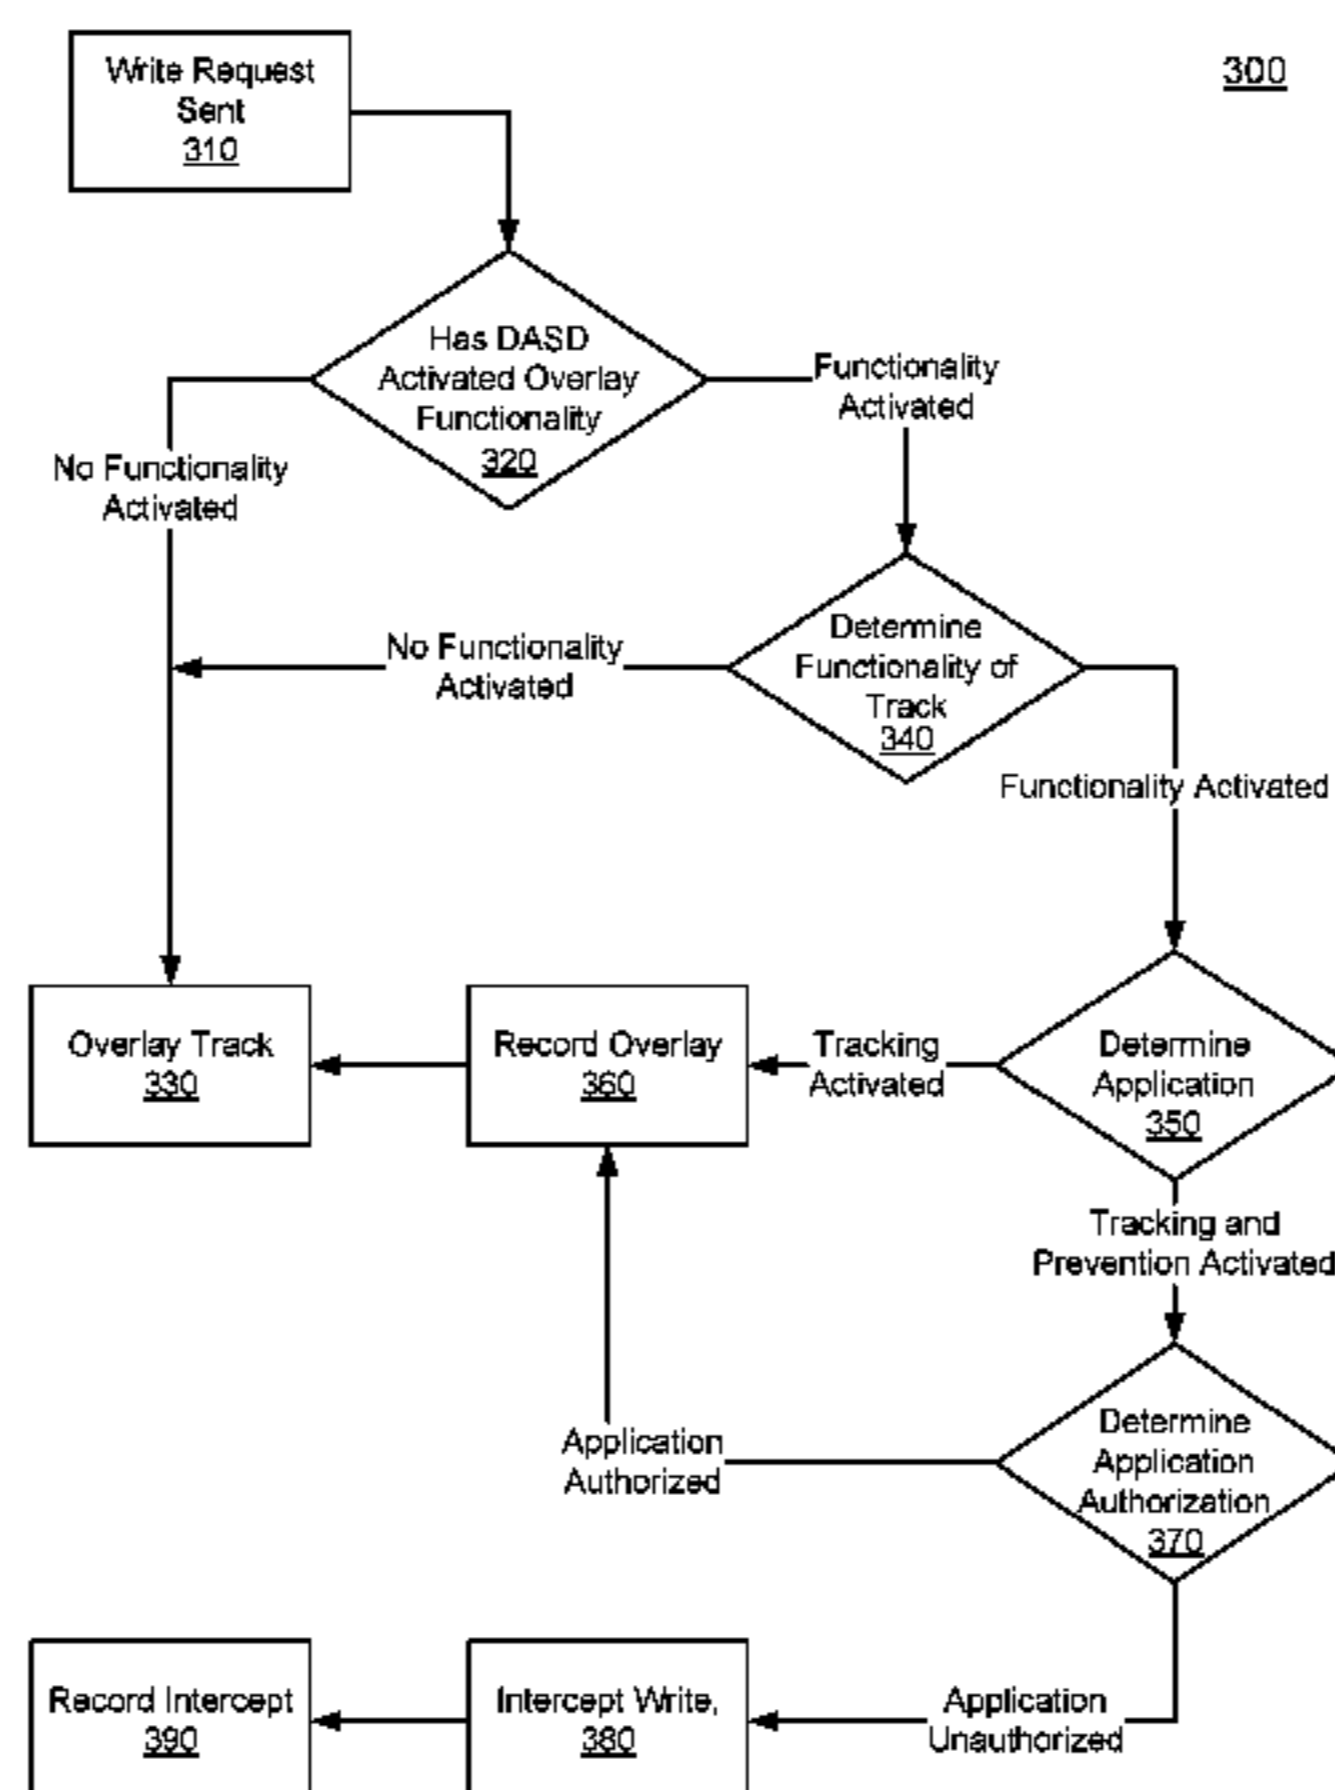 Write Request
Sent
310
300
Has DASD
Activated Overlay
Functionality
320
Functionality
Activated
No Functionality
Activated
Determine
Functionality of
Track
340
No Functionality
Activated
Functionality Activated
Overlay Track
330
Record Overlay
360
Tracking
Activated
Determine
Application
350
Tracking and
Prevention Activated
Application
Authorized
Determine
Application
Authorization
370
Record Intercept
390
Intercept Write,
380
Application
Unauthorized